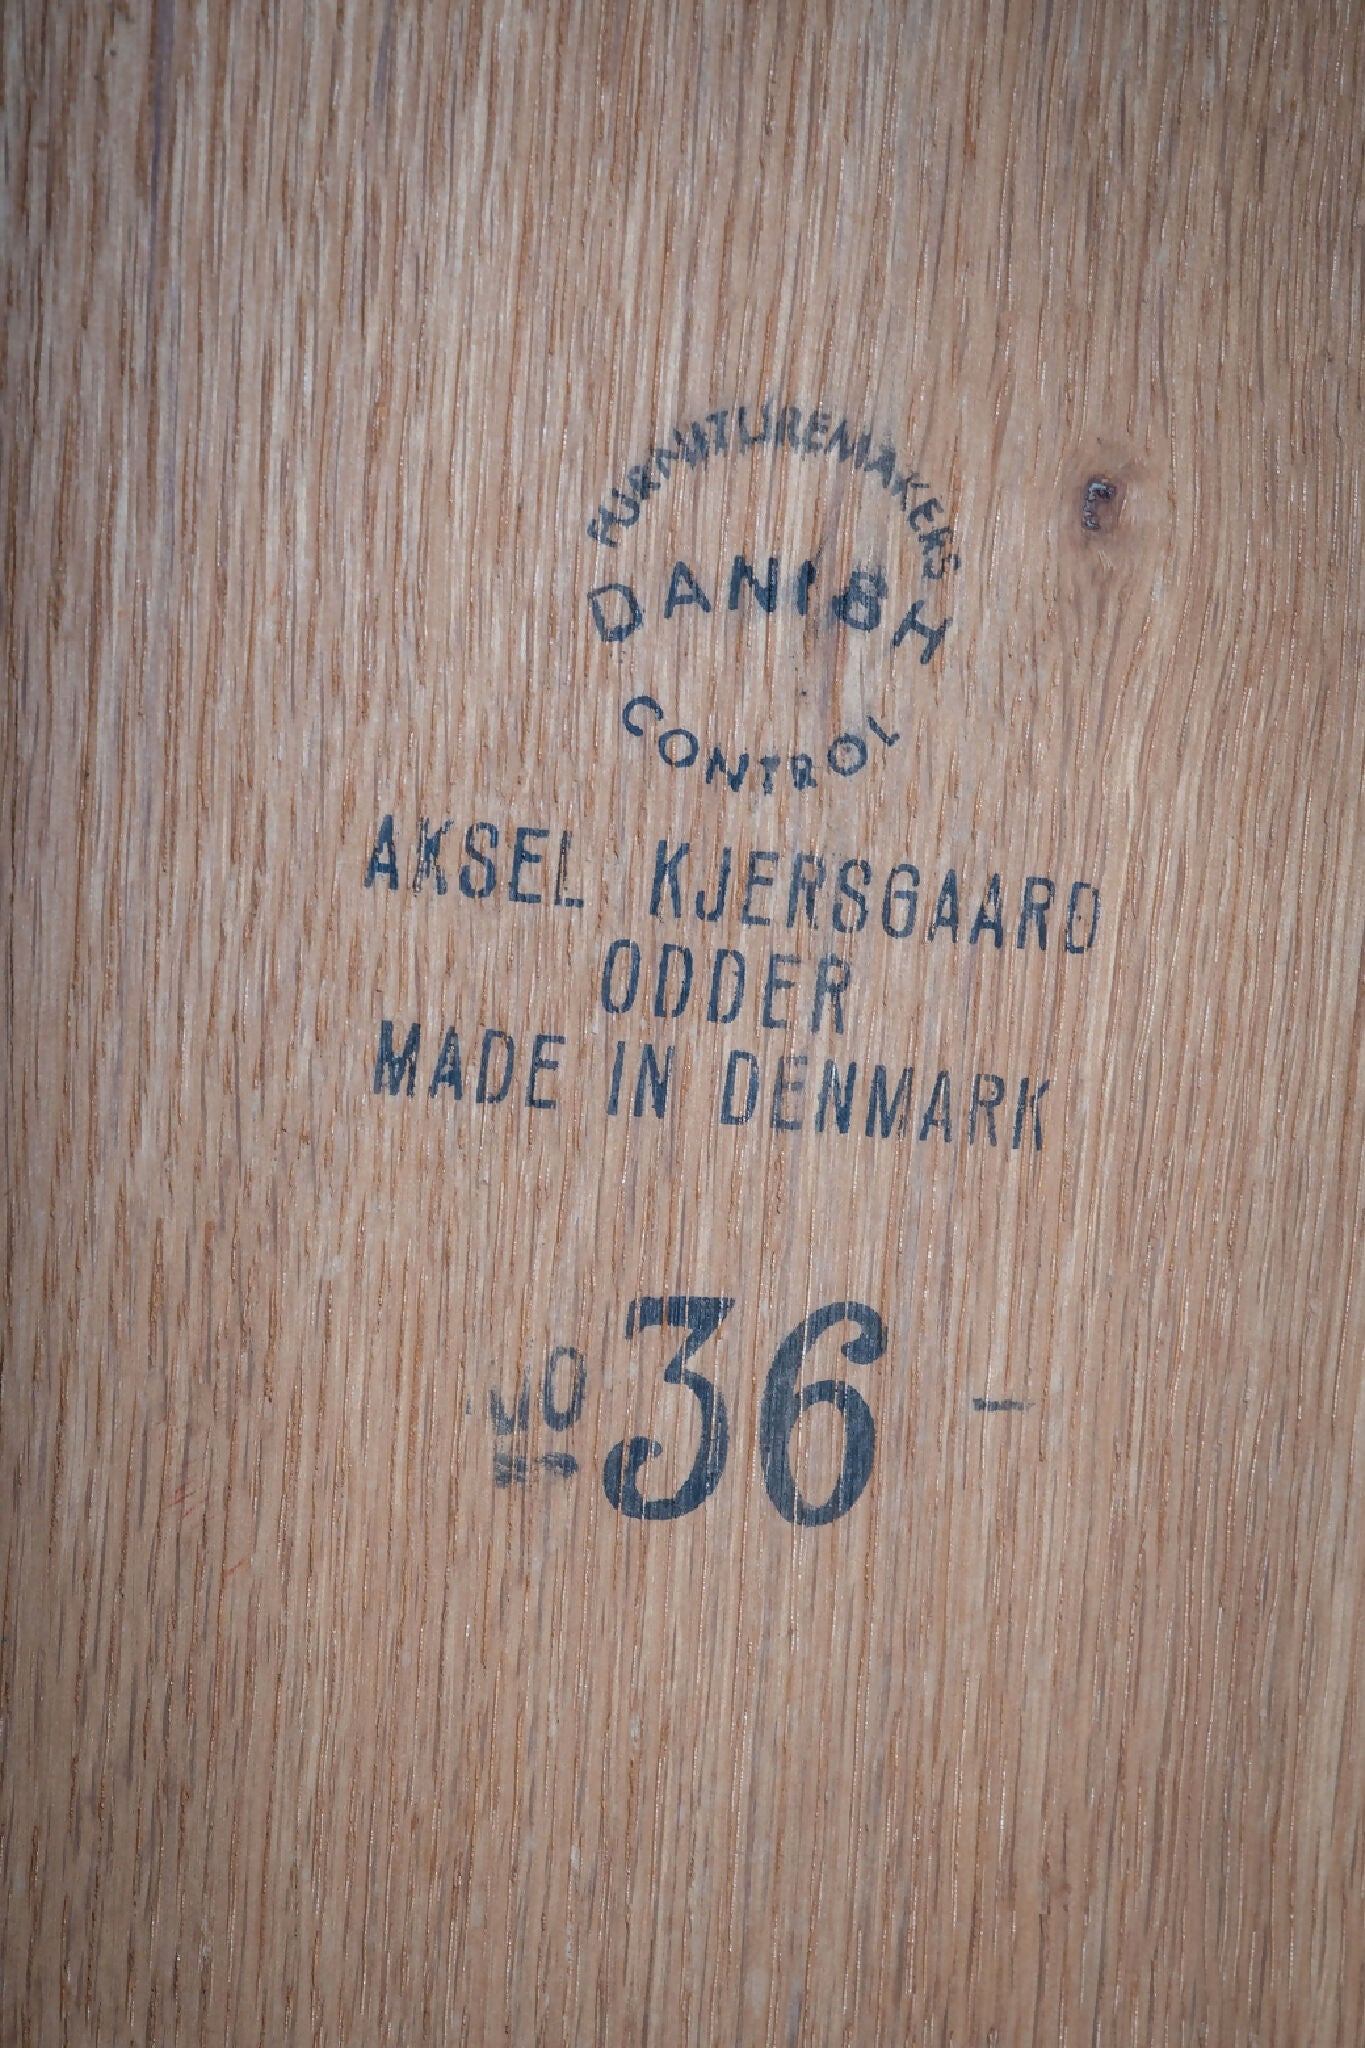 FURNITUREMAKERS
DANISH
CONTROL
AKSEL KJERSGAARD
ODDER
MADE IN DENMARK
NO 36 –